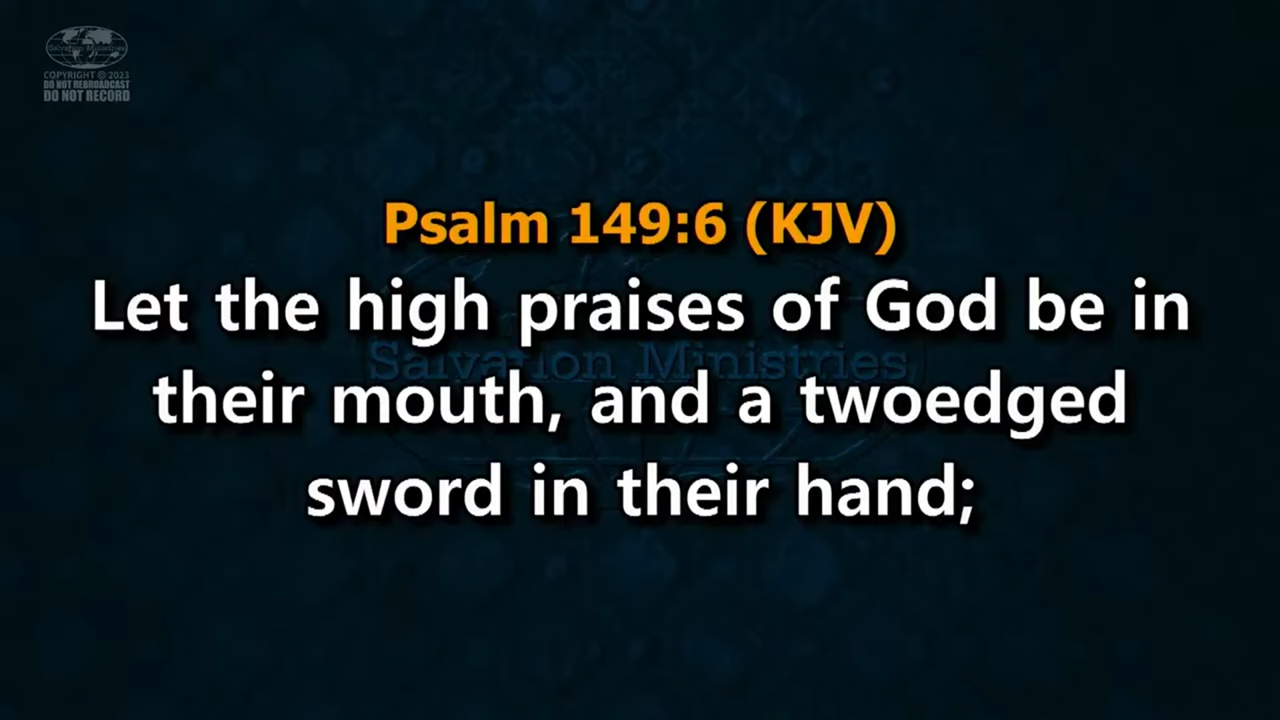 Salvation Ministries
COPYRIGHT © 2023
DO NOT REBROADCAST
DO NOT RECORD
Psalm 149:6 (KJV)
Let the high praises of God be in
Salvation Ministries
their mouth, and a twoedged
sword in their hand;